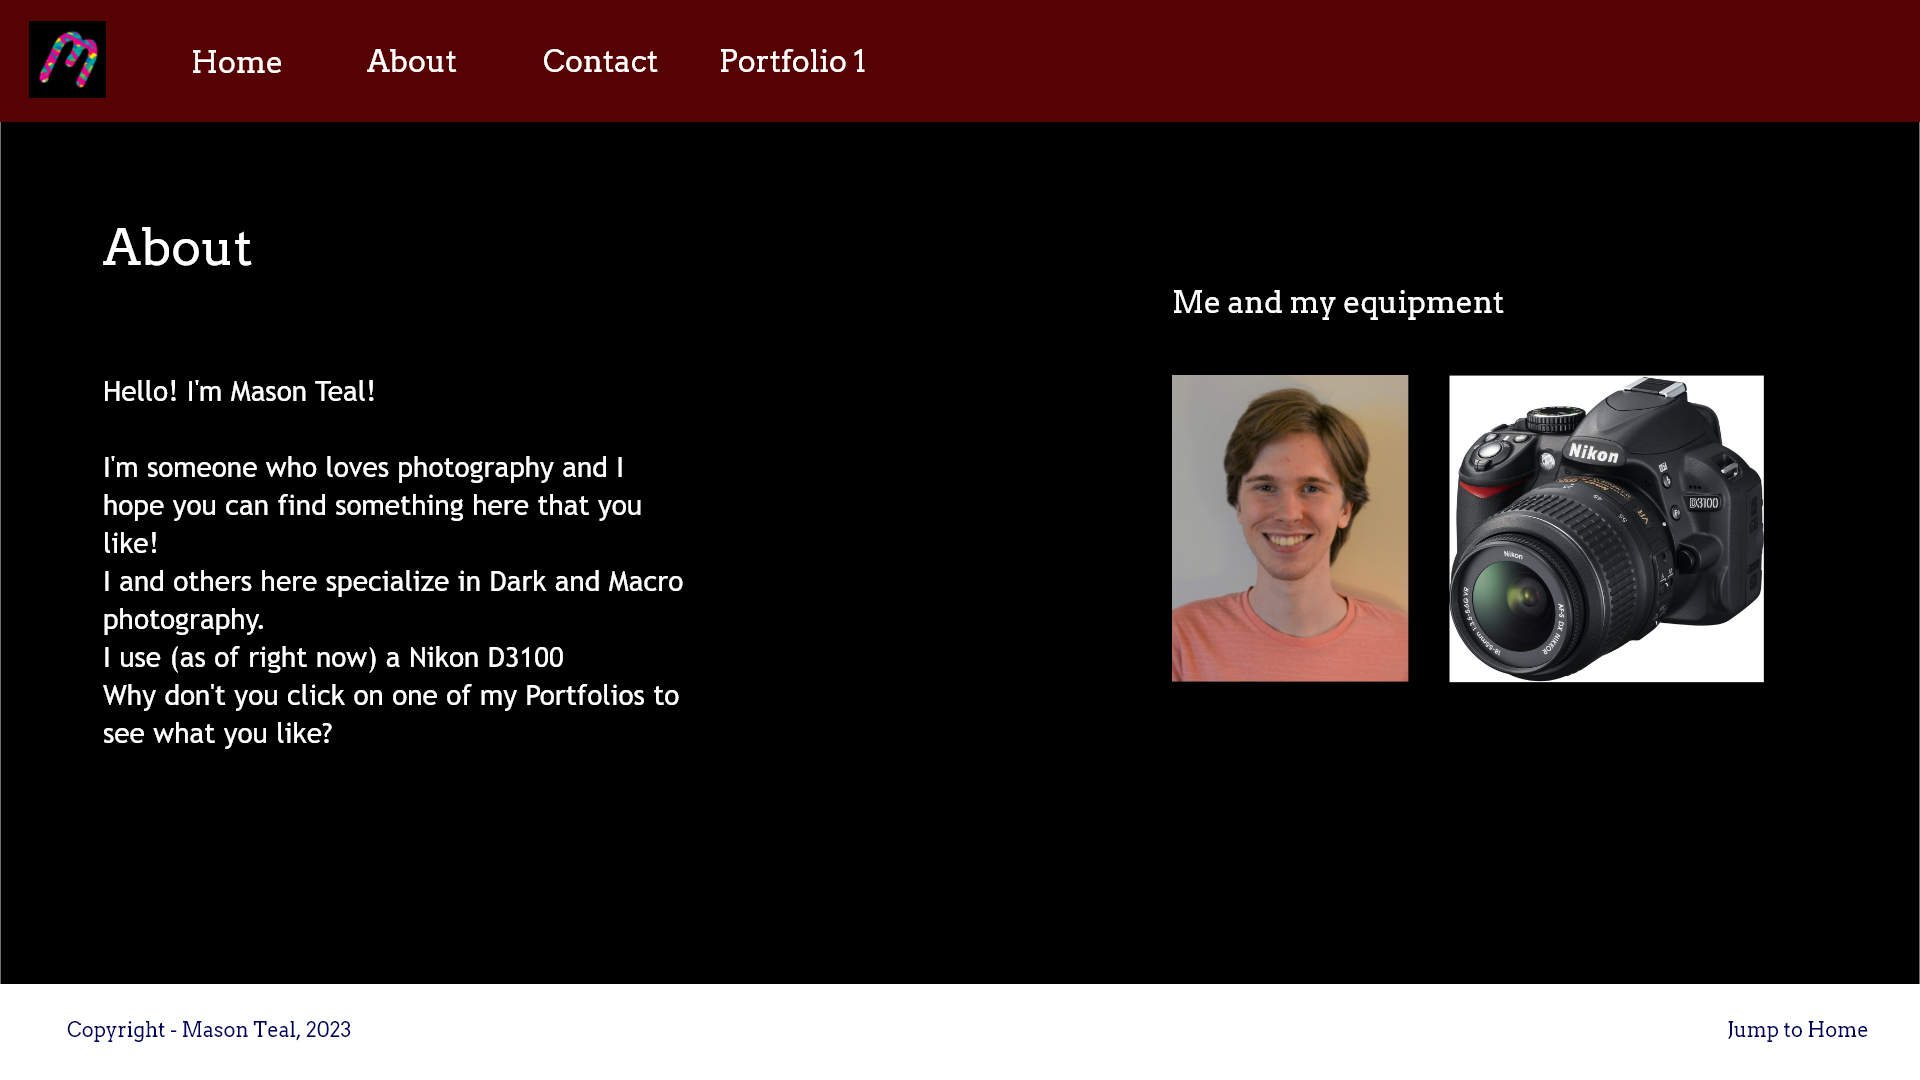 M
Home
About
Contact
Portfolio 1
About
Me and my equipment
Hello! I'm Mason Teal!
I'm someone who loves photography and I
hope you can find something here that you
like!
I and others here specialize in Dark and Macro
photography.
I use (as of right now) a Nikon D3100
Why don't you click on one of my Portfolios to
see what you like?
Nikon
D3100
Nikon
VR
Copyright - Mason Teal, 2023
Jump to Home